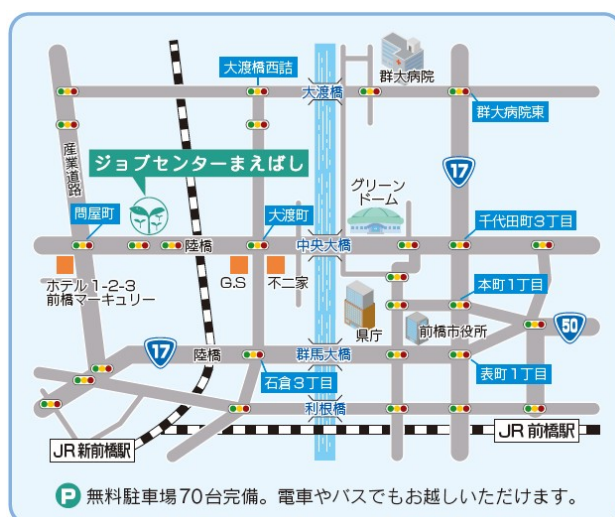 大渡橋西詰
群大病院
大渡橋
群大病院東
産業道路
ジョブセンターまえばし
17
グリーン
ドーム
問屋町
大渡町
千代田町3丁目
陸橋
中央大橋
ホテル1-2-3
前橋マーキュリー
G.S
不二家
本町1丁目
県庁
前橋市役所
50
17
陸橋
群馬大橋
石倉3丁目
表町1丁目
利根橋
JR新前橋駅
JR前橋駅
P 無料駐車場70台完備。電車やバスでもお越しいただけます。